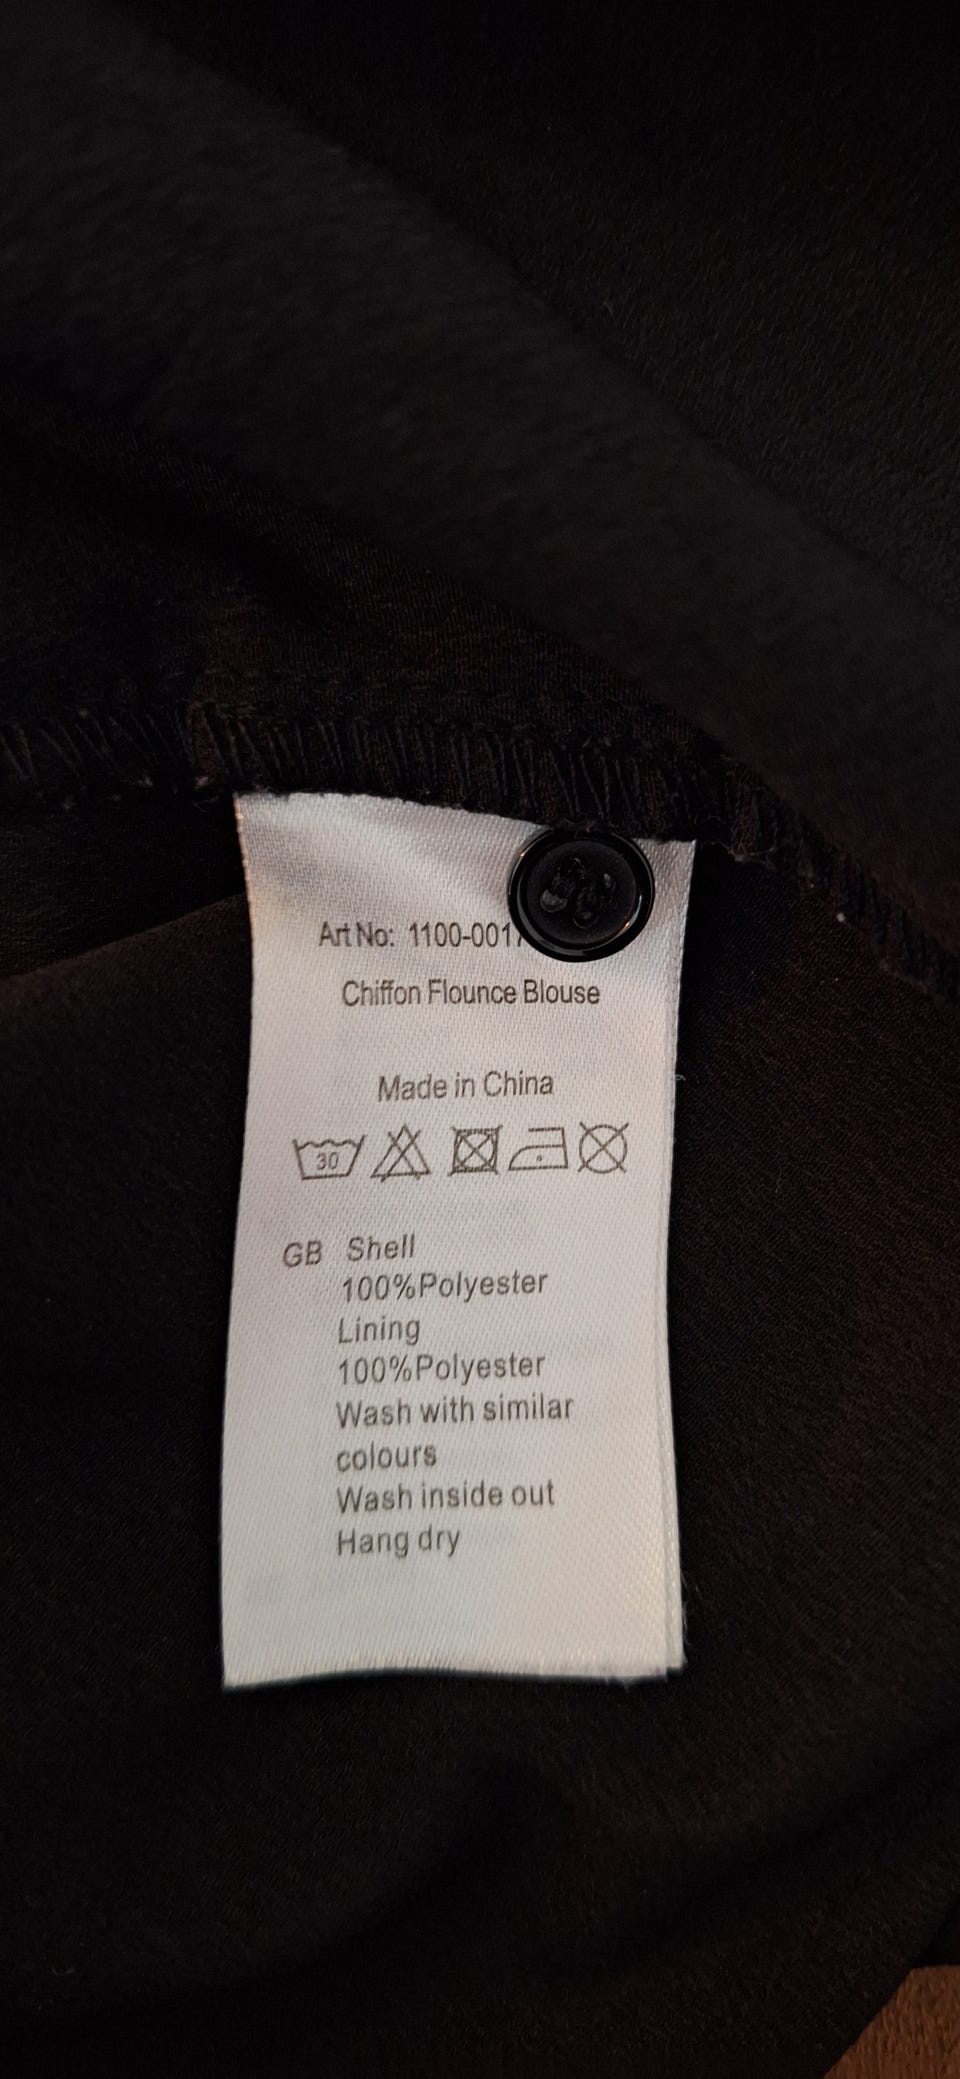 Art No: 1100-0017
Chiffon Flounce Blouse
Made in China
30
GB Shell
100%Polyester
Lining
100%Polyester
Wash with similar
colours
Wash inside out
Hang dry